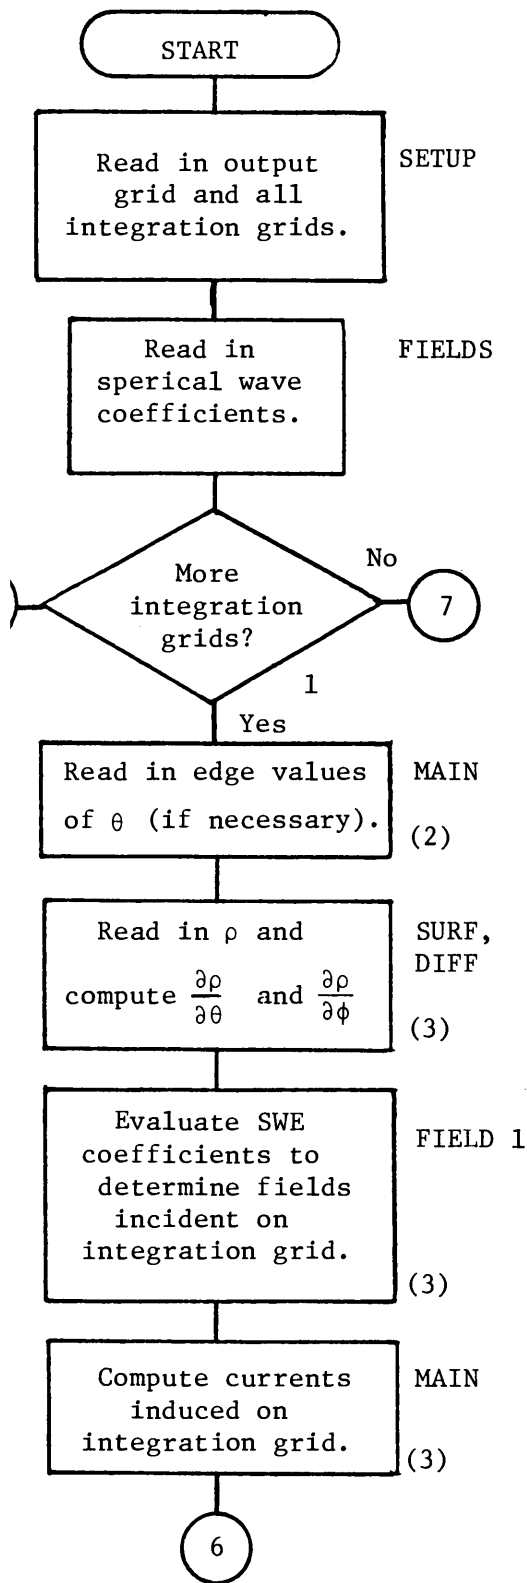 START
Read in output
grid and all
integration grids.
SETUP
Read in
sperical wave
coefficients.
FIELDS
More
integration
grids?
No
7
1
Yes
Read in edge values
of θ (if necessary).
MAIN
(2)
Read in ρ and
compute ∂ρ/∂θ and ∂ρ/∂ϕ
SURF,
DIFF
(3)
Evaluate SWE
coefficients to
determine fields
incident on
integration grid.
FIELD 1
(3)
Compute currents
induced on
integration grid.
MAIN
(3)
6